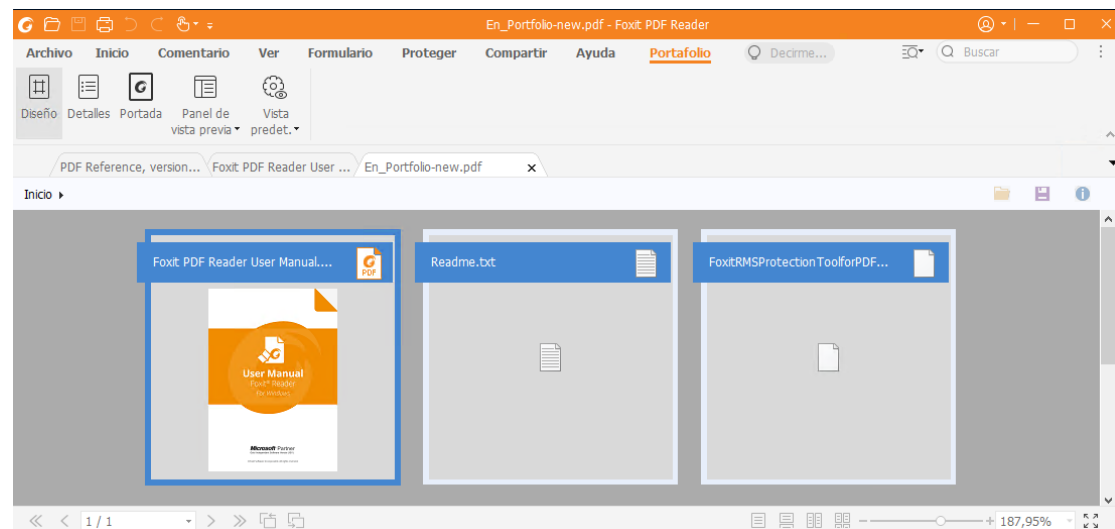 En_Portfolio-new.pdf - Foxit PDF Reader
Archivo Inicio Comentario Ver Formulario Proteger Compartir Ayuda Portafolio Decirme... Buscar
Diseño Detalles Portada Panel de vista previa Vista predet.
PDF Reference, version... Foxit PDF Reader User ... En_Portfolio-new.pdf
Inicio
Foxit PDF Reader User Manual....
PDF
User Manual
Foxit® Reader
For Windows
Microsoft Partner
Readme.txt
FoxitRMSProtectionToolforPDF...
1 / 1
187,95%